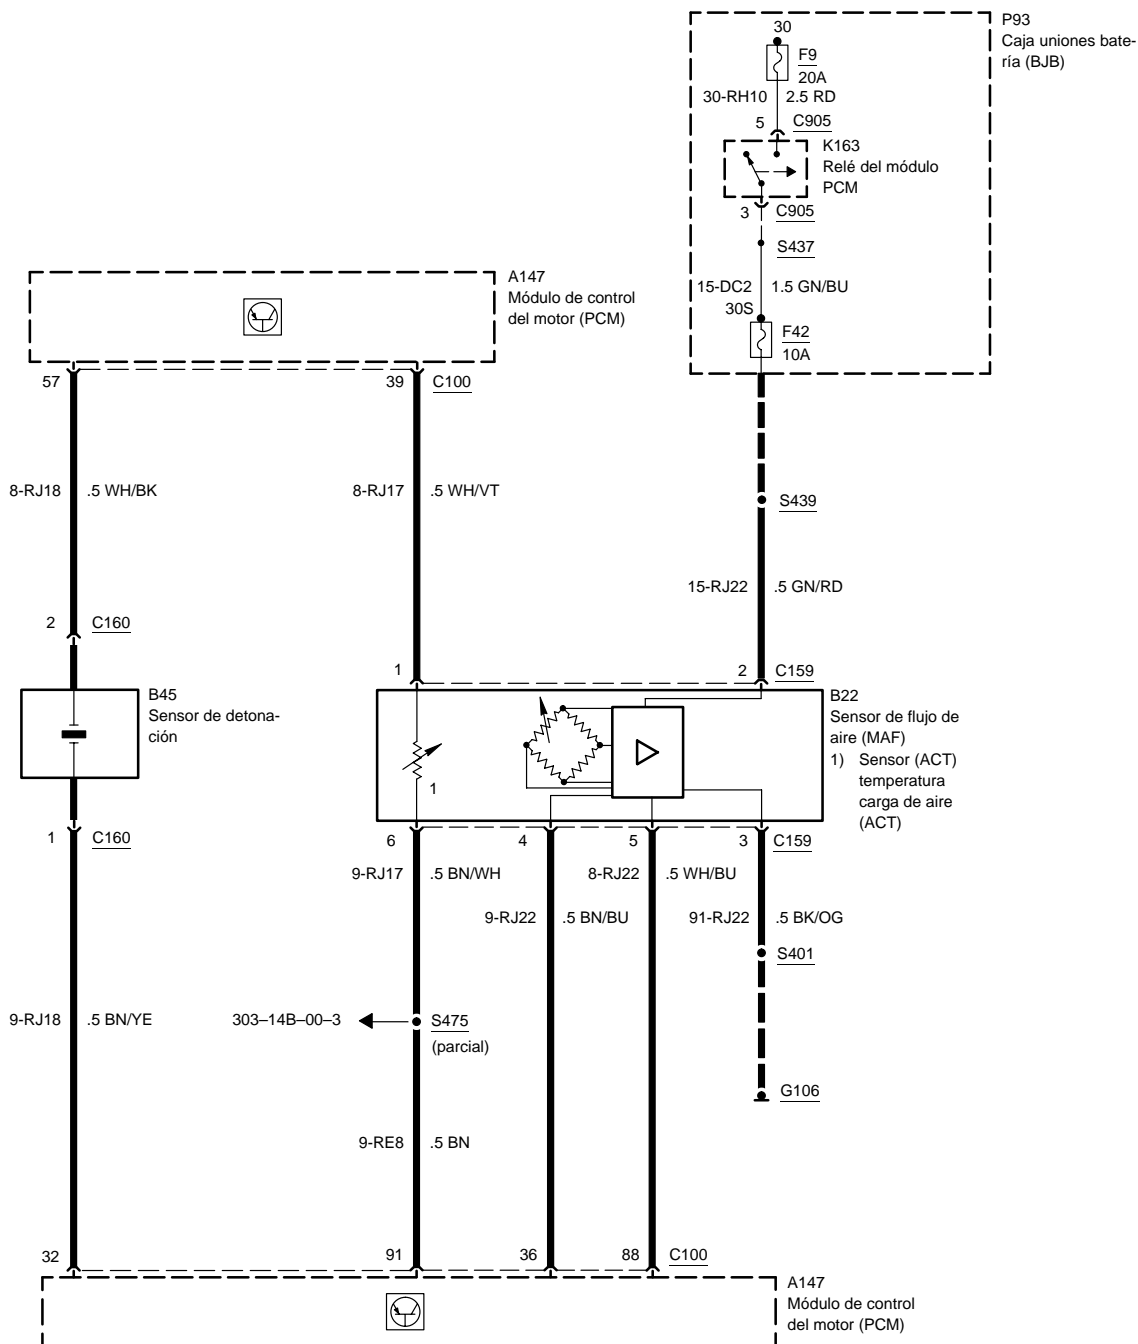 P93
Caja uniones bate-
ría (BJB)
30
F9
20A
30-RH10 2.5 RD
5 C905
K163
Relé del módulo
PCM
3 C905
S437
15-DC2 1.5 GN/BU
30S
F42
10A
A147
Módulo de control
del motor (PCM)
57 39 C100
8-RJ18 .5 WH/BK 8-RJ17 .5 WH/VT
S439
15-RJ22 .5 GN/RD
2 C160
1 2 C159
B45
Sensor de detona-
ción
B22
Sensor de flujo de
aire (MAF)
1) Sensor (ACT)
temperatura
carga de aire
(ACT)
1
1 C160 6 4 5 3 C159
9-RJ17 .5 BN/WH 8-RJ22 .5 WH/BU
9-RJ22 .5 BN/BU 91-RJ22 .5 BK/OG
S401
9-RJ18 .5 BN/YE 303–14B–00–3 S475
(parcial)
G106
9-RE8 .5 BN
32 91 36 88 C100
A147
Módulo de control
del motor (PCM)